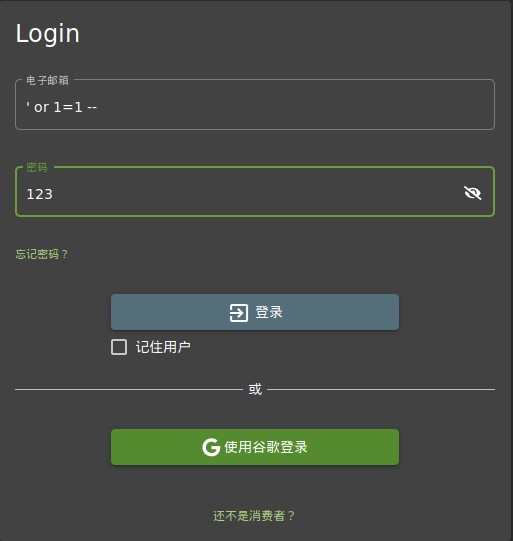 Login
电子邮箱
' or 1=1 --
密码
123
忘记密码？
登录
记住用户
或
使用谷歌登录
还不是消费者？